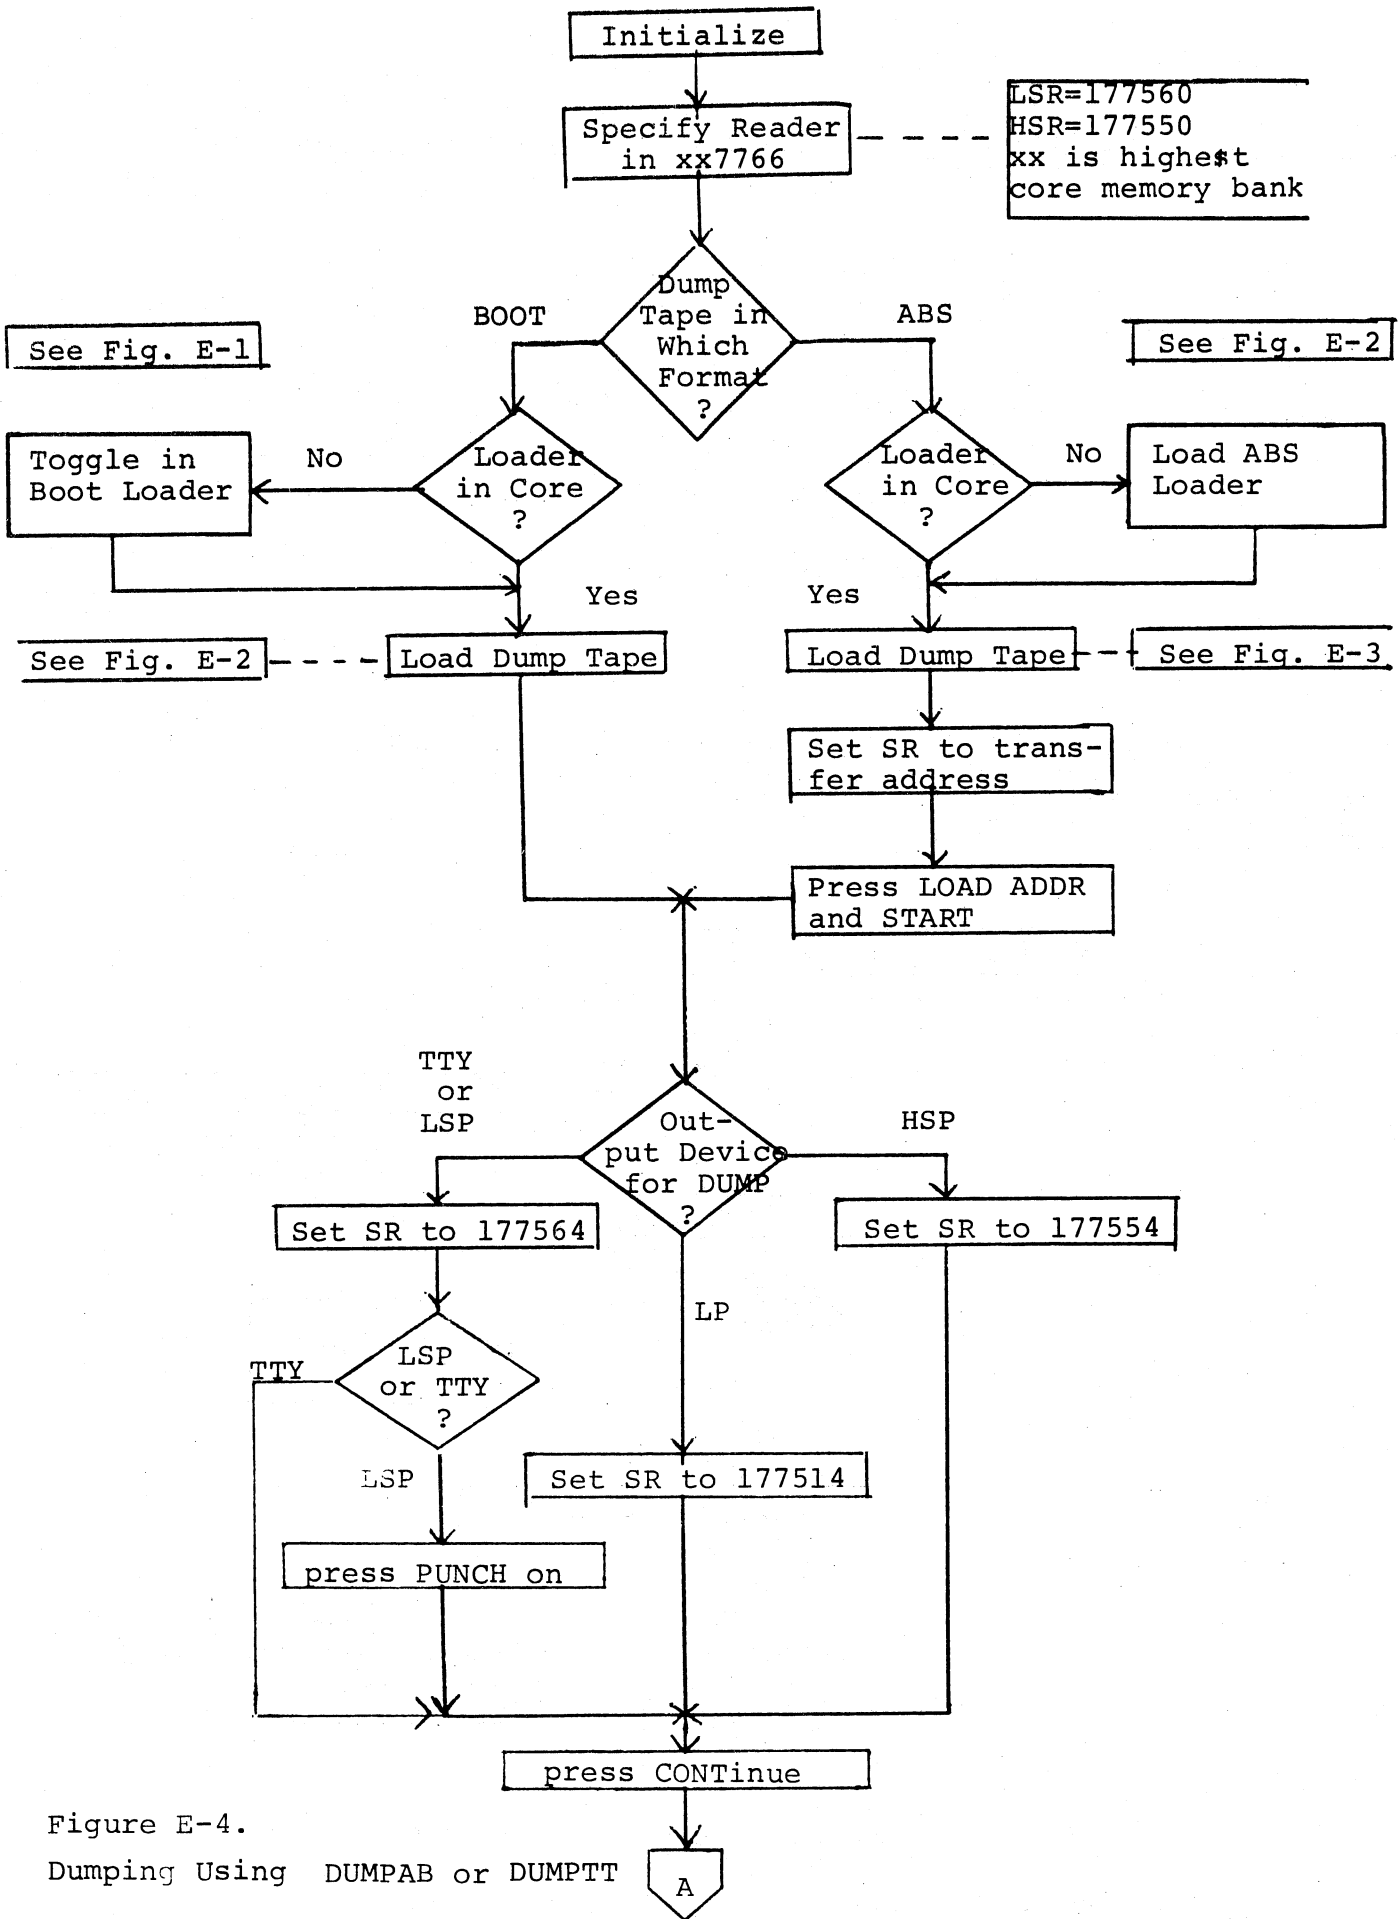 Initialize
Specify Reader
in xx7766
LSR=177560
HSR=177550
xx is highest
core memory bank
Dump
Tape in
Which
Format
?
BOOT
ABS
See Fig. E-1
See Fig. E-2
Toggle in
Boot Loader
No
Loader
in Core
?
Loader
in Core
?
No
Load ABS
Loader
Yes
Yes
See Fig. E-2
Load Dump Tape
Load Dump Tape
See Fig. E-3
Set SR to trans-
fer address
Press LOAD ADDR
and START
TTY
or
LSP
Out-
put Device
for DUMP
?
HSP
Set SR to 177564
Set SR to 177554
LP
TTY
LSP
or TTY
?
LSP
Set SR to 177514
press PUNCH on
press CONTinue
Figure E-4.
Dumping Using DUMPAB or DUMPTT
A